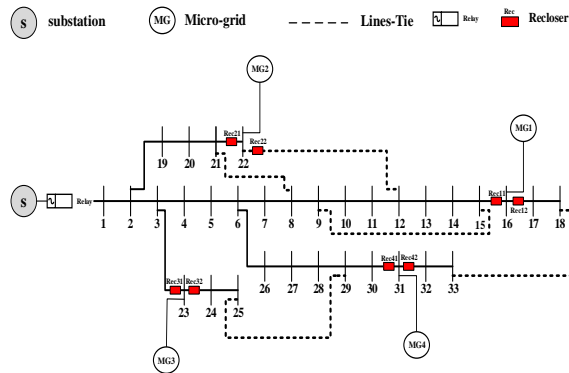 S substation MG Micro-grid Lines-Tie Relay Rec Recloser
MG2
MG1
Rec21
Rec22
19 20 21 22
S Relay
Rec11
Rec12
1 2 3 4 5 6 7 8 9 10 11 12 13 14 15 16 17 18
Rec31 Rec32
Rec41 Rec42
26 27 28 29 30 31 32 33
23 24 25
MG3
MG4